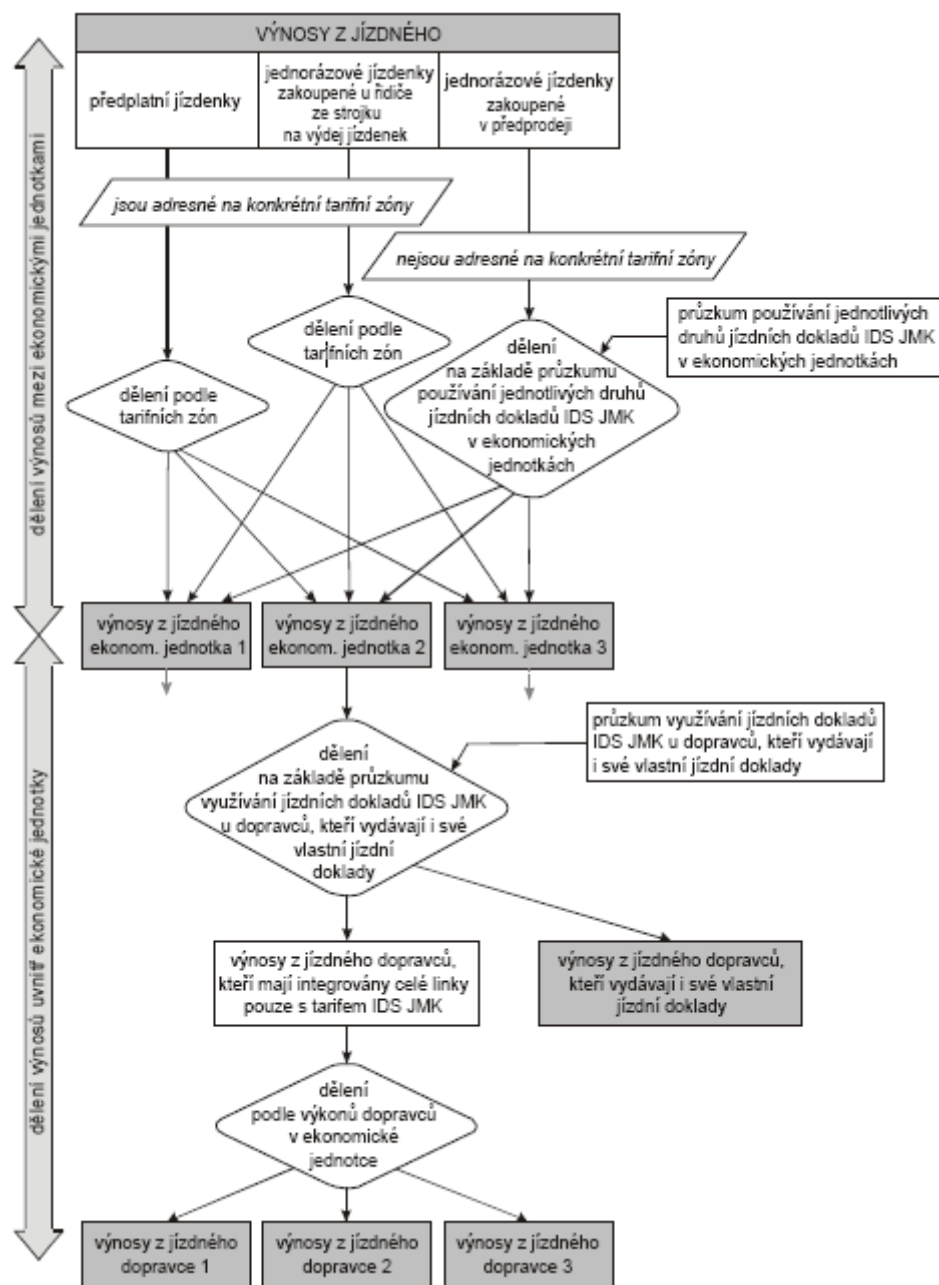 VÝNOSY Z JÍZDNÉHO
předplatní jízdenky
jednorázové jízdenky
zakoupené u řidiče
ze strojku
na výdej jízdenek
jednorázové jízdenky
zakoupené
v předprodeji
jsou adresné na konkrétní tarifní zóny
nejsou adresné na konkrétní tarifní zóny
dělení podle
tarifních zón
dělení podle
tarifních zón
dělení
na základě průzkumu
používání jednotlivých druhů
jízdních dokladů IDS JMK
v ekonomických
jednotkách
průzkum používání jednotlivých
druhů jízdních dokladů IDS JMK
v ekonomických jednotkách
dělení výnosů mezi ekonomickými jednotkami
výnosy z jízdného
ekonom. jednotka 1
výnosy z jízdného
ekonom. jednotka 2
výnosy z jízdného
ekonom. jednotka 3
dělení
na základě průzkumu
využívání jízdních dokladů IDS JMK
u dopravců, kteří vydávají i své
vlastní jízdní
doklady
průzkum využívání jízdních dokladů
IDS JMK u dopravců, kteří vydávají
i své vlastní jízdní doklady
výnosy z jízdného dopravců,
kteří mají integrovány celé linky
pouze s tarifem IDS JMK
výnosy z jízdného dopravců,
kteří vydávají i své vlastní
jízdní doklady
dělení
podle výkonů dopravců
v ekonomické
jednotce
dělení výnosů uvnitř ekonomické jednotky
výnosy z jízdného
dopravce 1
výnosy z jízdného
dopravce 2
výnosy z jízdného
dopravce 3